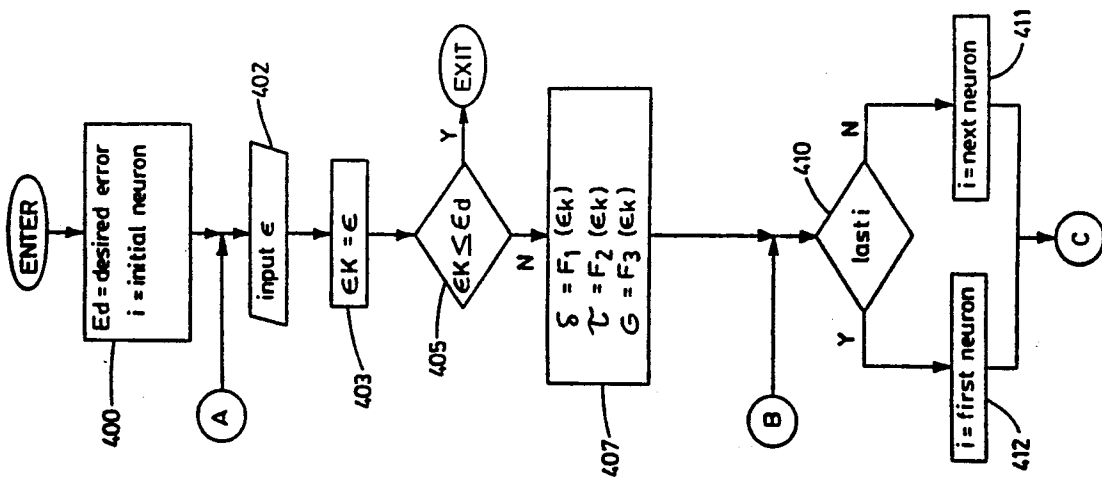 ENTER
Ed = desired error
i = initial neuron
400
A
input ϵ
402
ϵK = ϵ
403
ϵK ≤ ϵd
405
Y
EXIT
N
δ = F₁ (ϵk)
τ = F₂ (ϵk)
G = F₃ (ϵk)
407
B
last i
410
Y
N
i = first neuron
412
i = next neuron
411
C